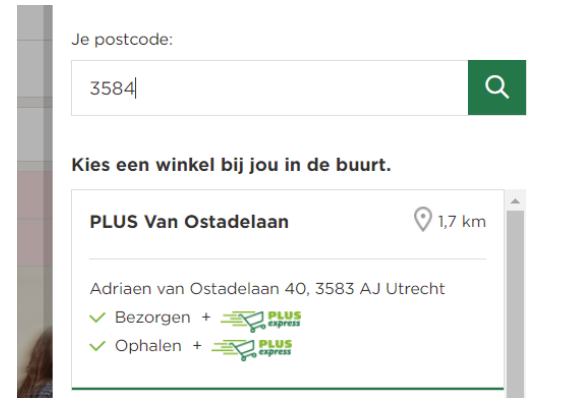 Je postcode:
3584
Kies een winkel bij jou in de buurt.
PLUS Van Ostadelaan 1,7 km
Adriaen van Ostadelaan 40, 3583 AJ Utrecht
Bezorgen + PLUS express
Ophalen + PLUS express